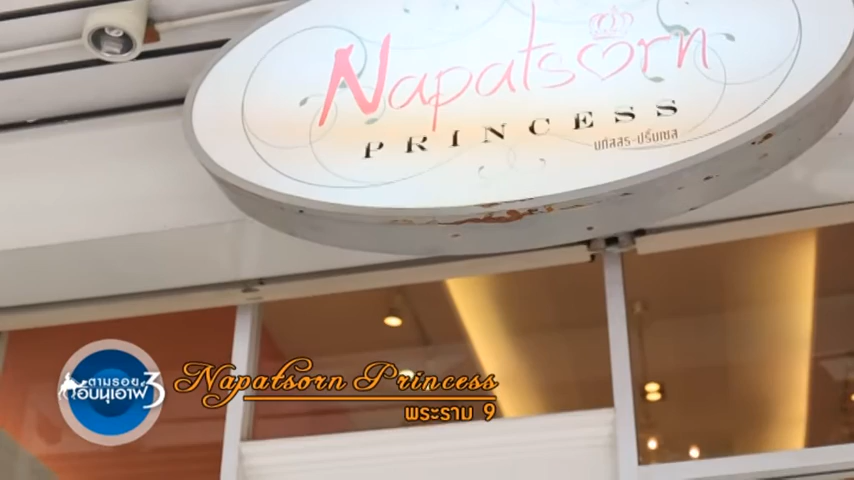 Napatsorn
PRINCESS
นภัสสร-ปริ๊นเซส
ตามรอย
อันนูเอาฟ์ 3
Napatsorn Princess
พระราม 9